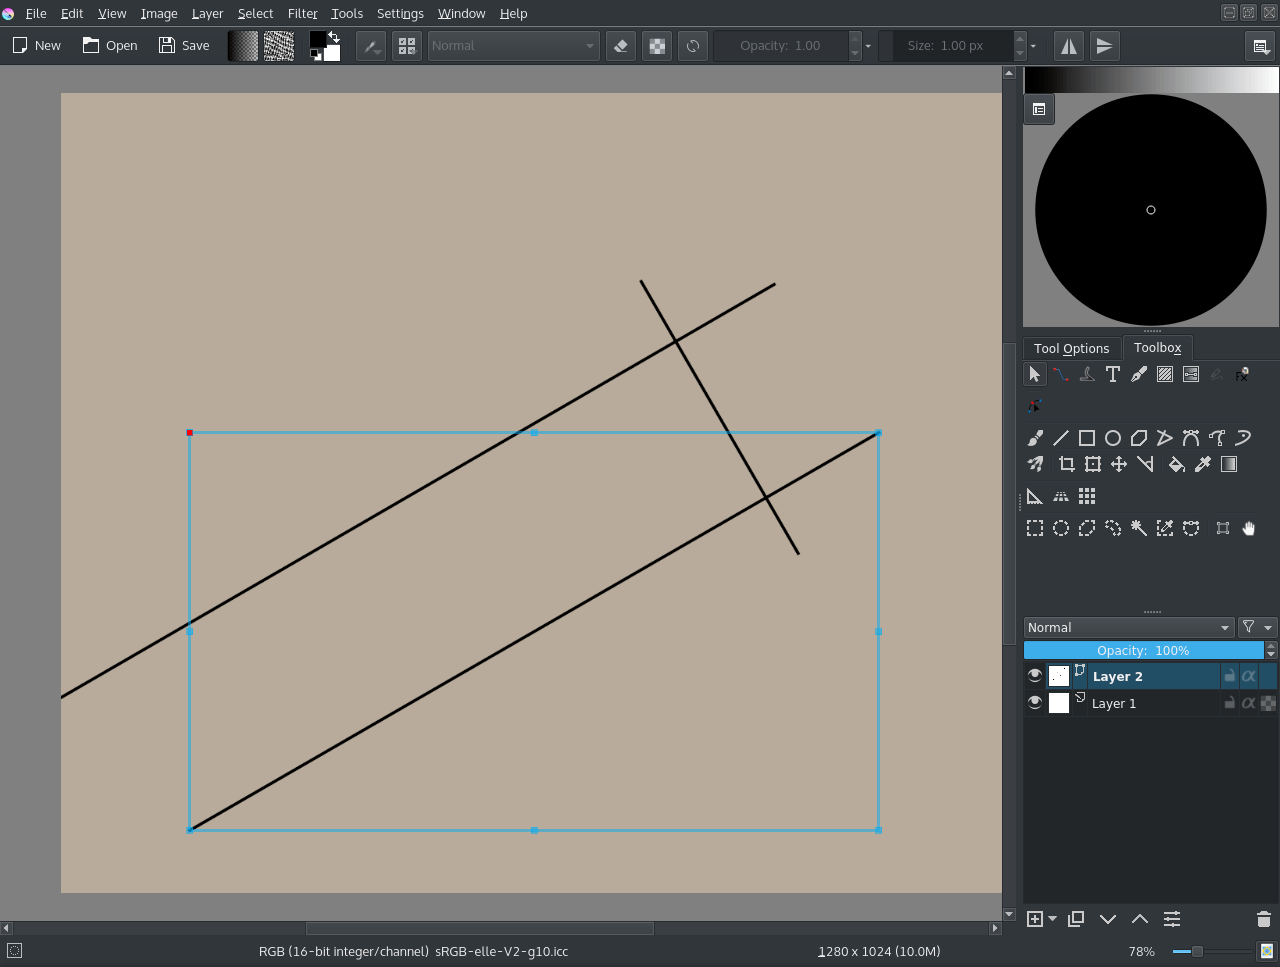 File Edit View Image Layer Select Filter Tools Settings Window Help
New Open Save Normal Opacity: 1.00 Size: 1.00 px
Tool Options Toolbox
Normal
Opacity: 100%
Layer 2
Layer 1
RGB (16-bit integer/channel) sRGB-elle-V2-g10.icc 1280 x 1024 (10.0M) 78%